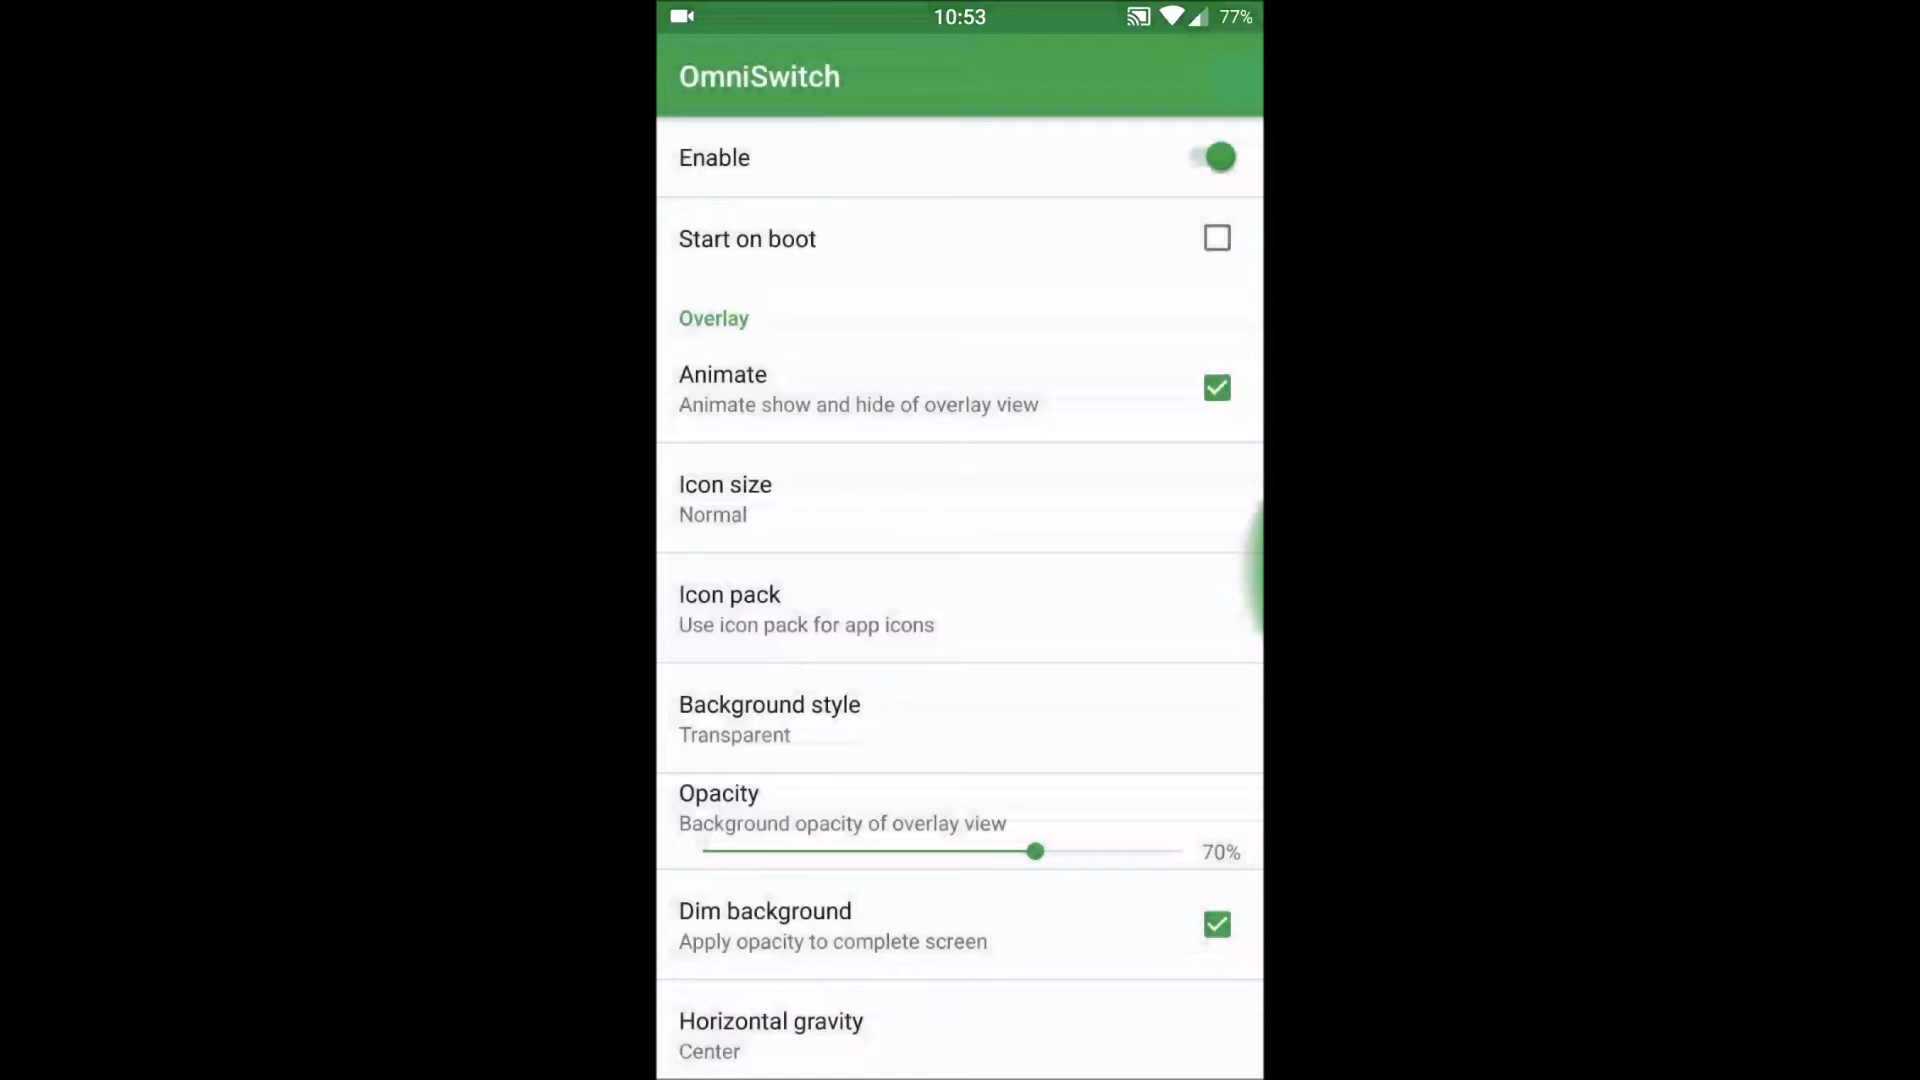 10:53
77%
OmniSwitch
Enable
Start on boot
Overlay
Animate
Animate show and hide of overlay view
Icon size
Normal
Icon pack
Use icon pack for app icons
Background style
Transparent
Opacity
Background opacity of overlay view
70%
Dim background
Apply opacity to complete screen
Horizontal gravity
Center